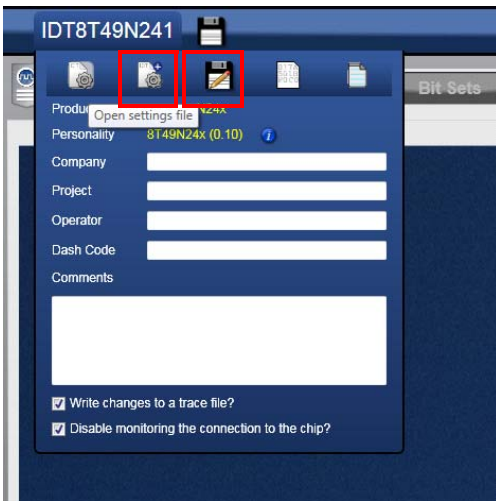 IDT8T49N241
Bit Sets
Open settings file
Personality 8T49N24x (0.10)
Company
Project
Operator
Dash Code
Comments
Write changes to a trace file?
Disable monitoring the connection to the chip?